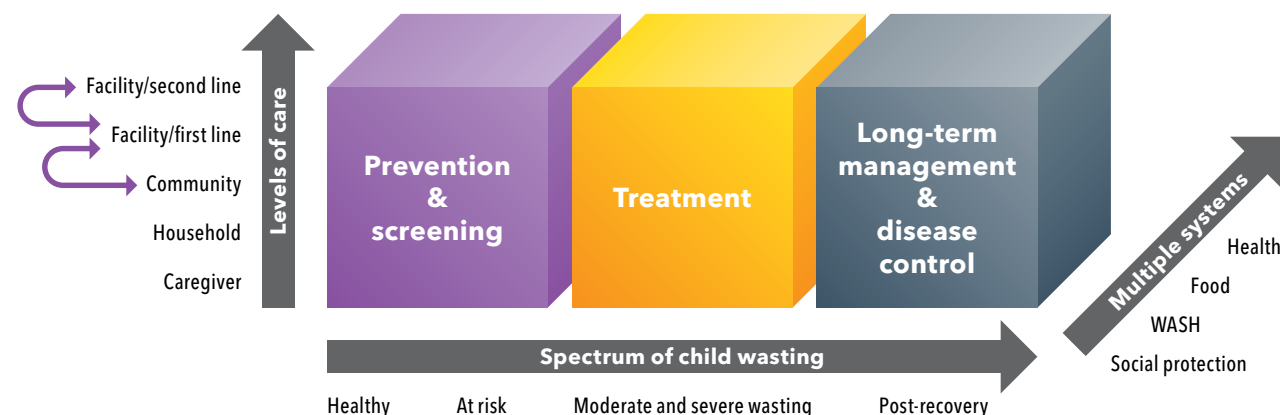 Facility/second line
Facility/first line
Community
Household
Caregiver
Levels of care
Prevention
&
screening
Treatment
Long-term
management
&
disease
control
Multiple systems
Health
Food
WASH
Social protection
Spectrum of child wasting
Healthy At risk Moderate and severe wasting Post-recovery